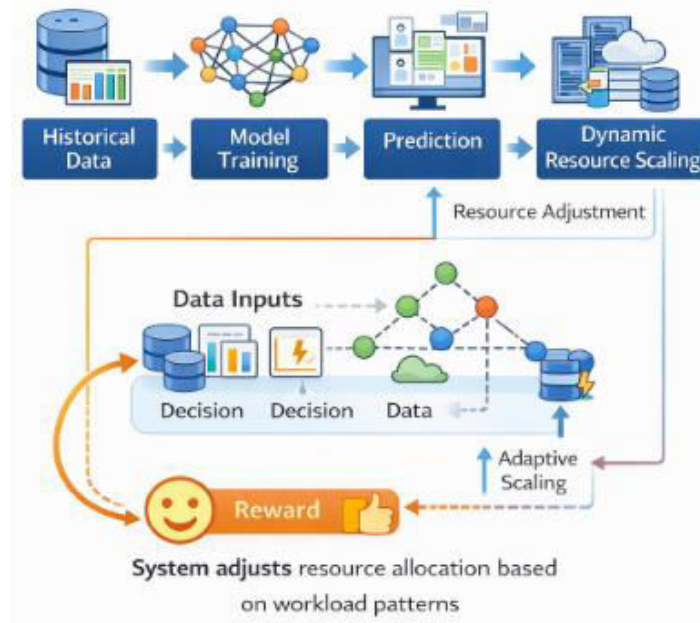 Historical
Data
Model
Training
Prediction
Dynamic
Resource Scaling
Resource Adjustment
Data Inputs
Decision
Decision
Data
Adaptive
Scaling
Reward
System adjusts resource allocation based
on workload patterns